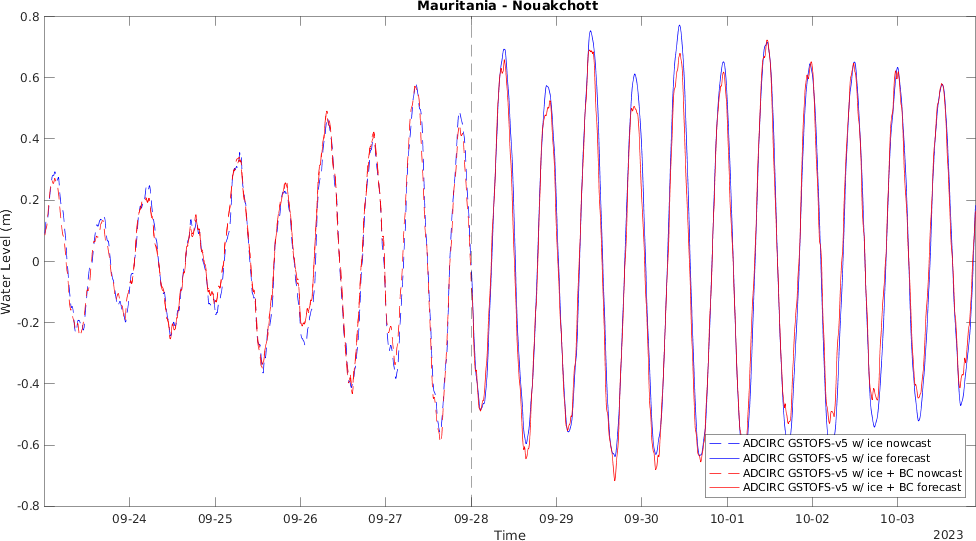 Mauritania - Nouakchott
Water Level (m)
0.8
0.6
0.4
0.2
0
-0.2
-0.4
-0.6
-0.8
ADCIRC GSTOFS-v5 w/ ice nowcast
ADCIRC GSTOFS-v5 w/ ice forecast
ADCIRC GSTOFS-v5 w/ ice + BC nowcast
ADCIRC GSTOFS-v5 w/ ice + BC forecast
09-24 09-25 09-26 09-27 09-28 09-29 09-30 10-01 10-02 10-03
Time
2023